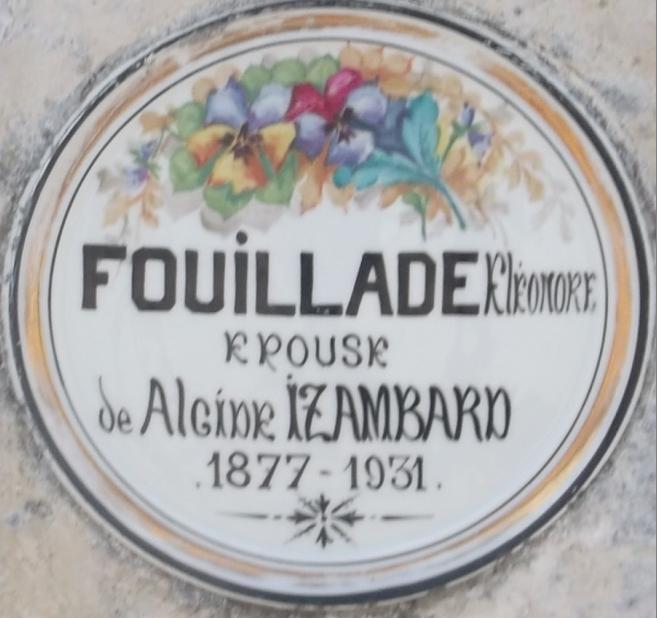 FOUiLLADE Eléonore
EPOUSE
de Alcide iZAMBARD
.1877-1931.